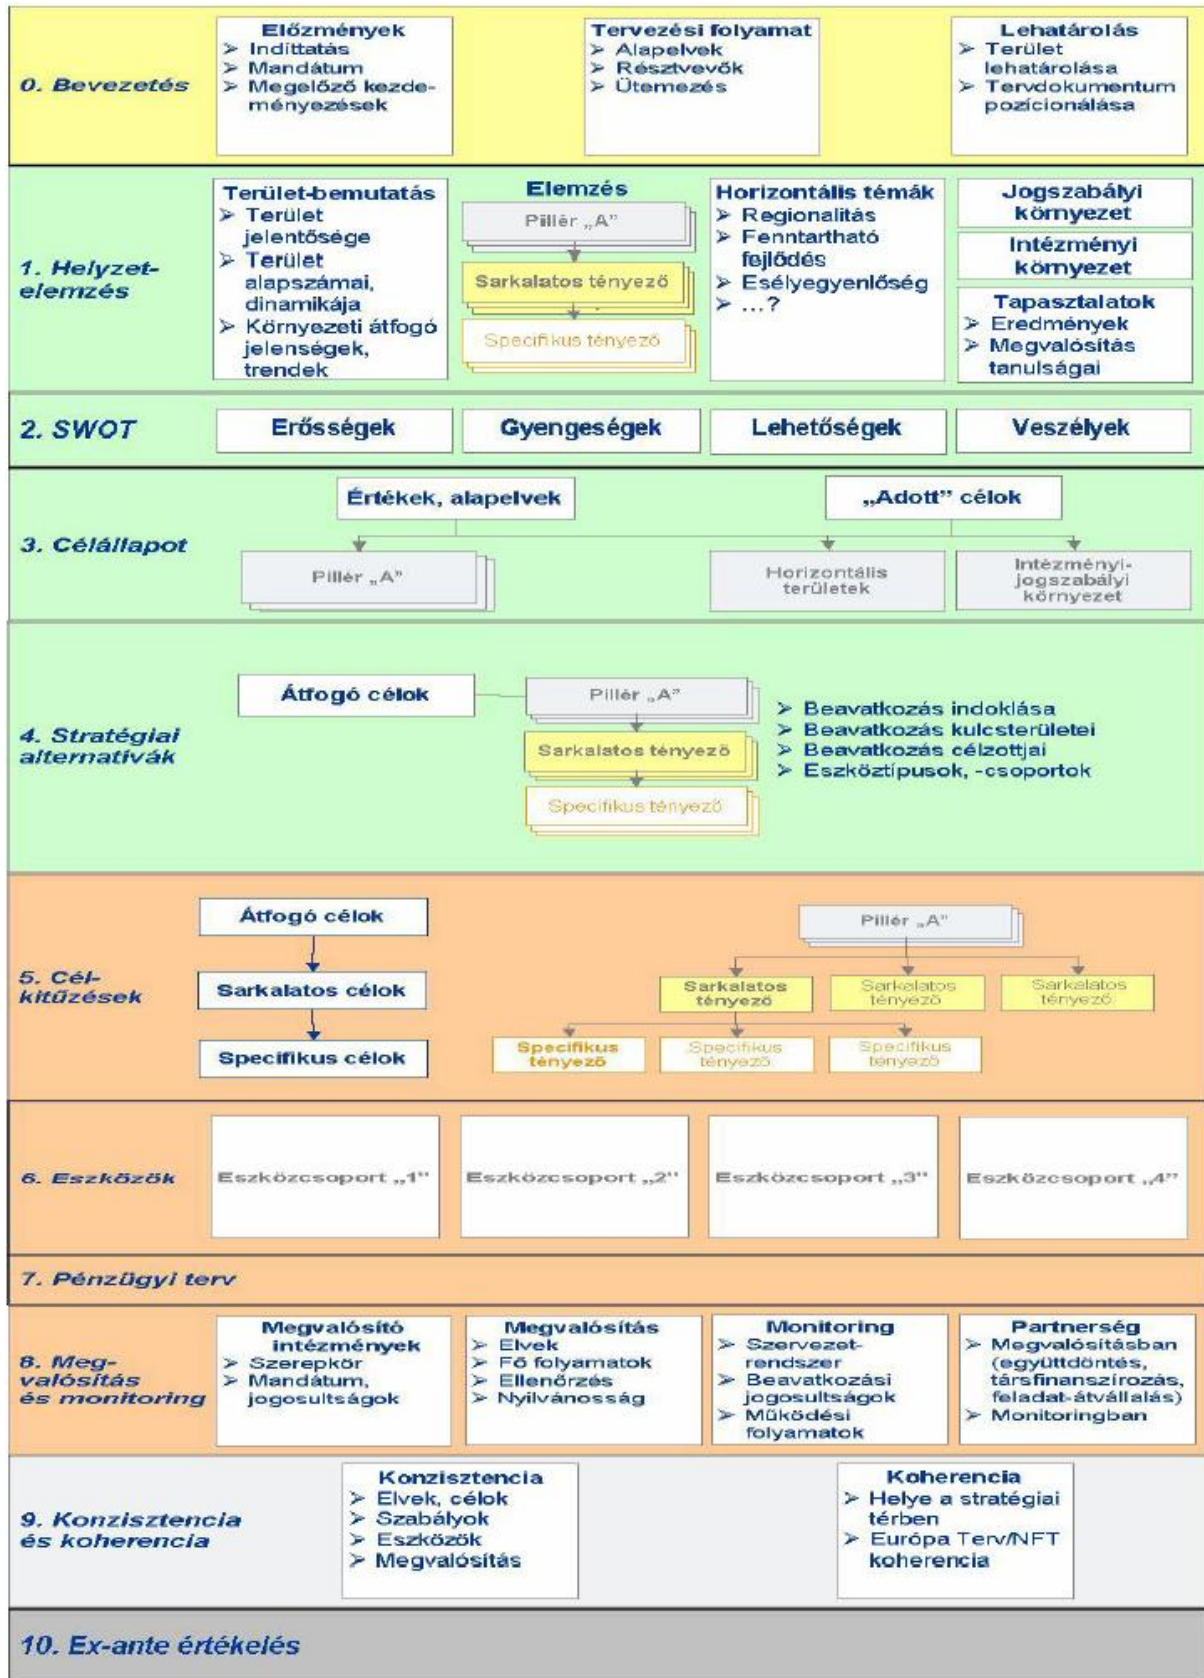 0. Bevezetés
Előzmények
➢ Indíttatás
➢ Mandátum
➢ Megelőző kezde-
ményezések
Tervezési folyamat
➢ Alapelvek
➢ Résztvevők
➢ Ütemezés
Lehatárolás
➢ Terület
lehatárolása
➢ Tervdokumentum
pozícionálása
1. Helyzet-
elemzés
Terület-bemutatás
➢ Terület
jelentősége
➢ Terület
alapszámai,
dinamikája
➢ Környezeti átfogó
jelenségek,
trendek
Elemzés
Pillér „A”
Sarkalatos tényező
Specifikus tényező
Horizontális témák
➢ Regionalitás
➢ Fenntartható
fejlődés
➢ Esélyegyenlőség
➢ …?
Jogszabályi
környezet
Intézményi
környezet
Tapasztalatok
➢ Eredmények
➢ Megvalósítás
tanulságai
2. SWOT
Erősségek
Gyengeségek
Lehetőségek
Veszélyek
3. Célállapot
Értékek, alapelvek
„Adott” célok
Pillér „A”
Horizontális
területek
Intézményi-
jogszabályi
környezet
4. Stratégiai
alternatívák
Átfogó célok
Pillér „A”
Sarkalatos tényező
Specifikus tényező
➢ Beavatkozás indoklása
➢ Beavatkozás kulcsterületei
➢ Beavatkozás célzottjai
➢ Eszköztípusok, -csoportok
5. Cél-
kitűzések
Átfogó célok
Sarkalatos célok
Specifikus célok
Pillér „A”
Sarkalatos
tényező
Sarkalatos
tényező
Sarkalatos
tényező
Specifikus
tényező
Specifikus
tényező
Specifikus
tényező
6. Eszközök
Eszközcsoport „1”
Eszközcsoport „2”
Eszközcsoport „3”
Eszközcsoport „4”
7. Pénzügyi terv
8. Meg-
valósítás
és monitoring
Megvalósító
intézmények
➢ Szerepkör
➢ Mandátum,
jogosultságok
Megvalósítás
➢ Elvek
➢ Fő folyamatok
➢ Ellenőrzés
➢ Nyilvánosság
Monitoring
➢ Szervezet-
rendszer
➢ Beavatkozási
jogosultságok
➢ Működési
folyamatok
Partnerség
➢ Megvalósításban
(együttdöntés,
társfinanszírozás,
feladat-átvállalás)
➢ Monitoringban
9. Konzisztencia
és koherencia
Konzisztencia
➢ Elvek, célok
➢ Szabályok
➢ Eszközök
➢ Megvalósítás
Koherencia
➢ Helye a stratégiai
térben
➢ Európa Terv/NFT
koherencia
10. Ex-ante értékelés